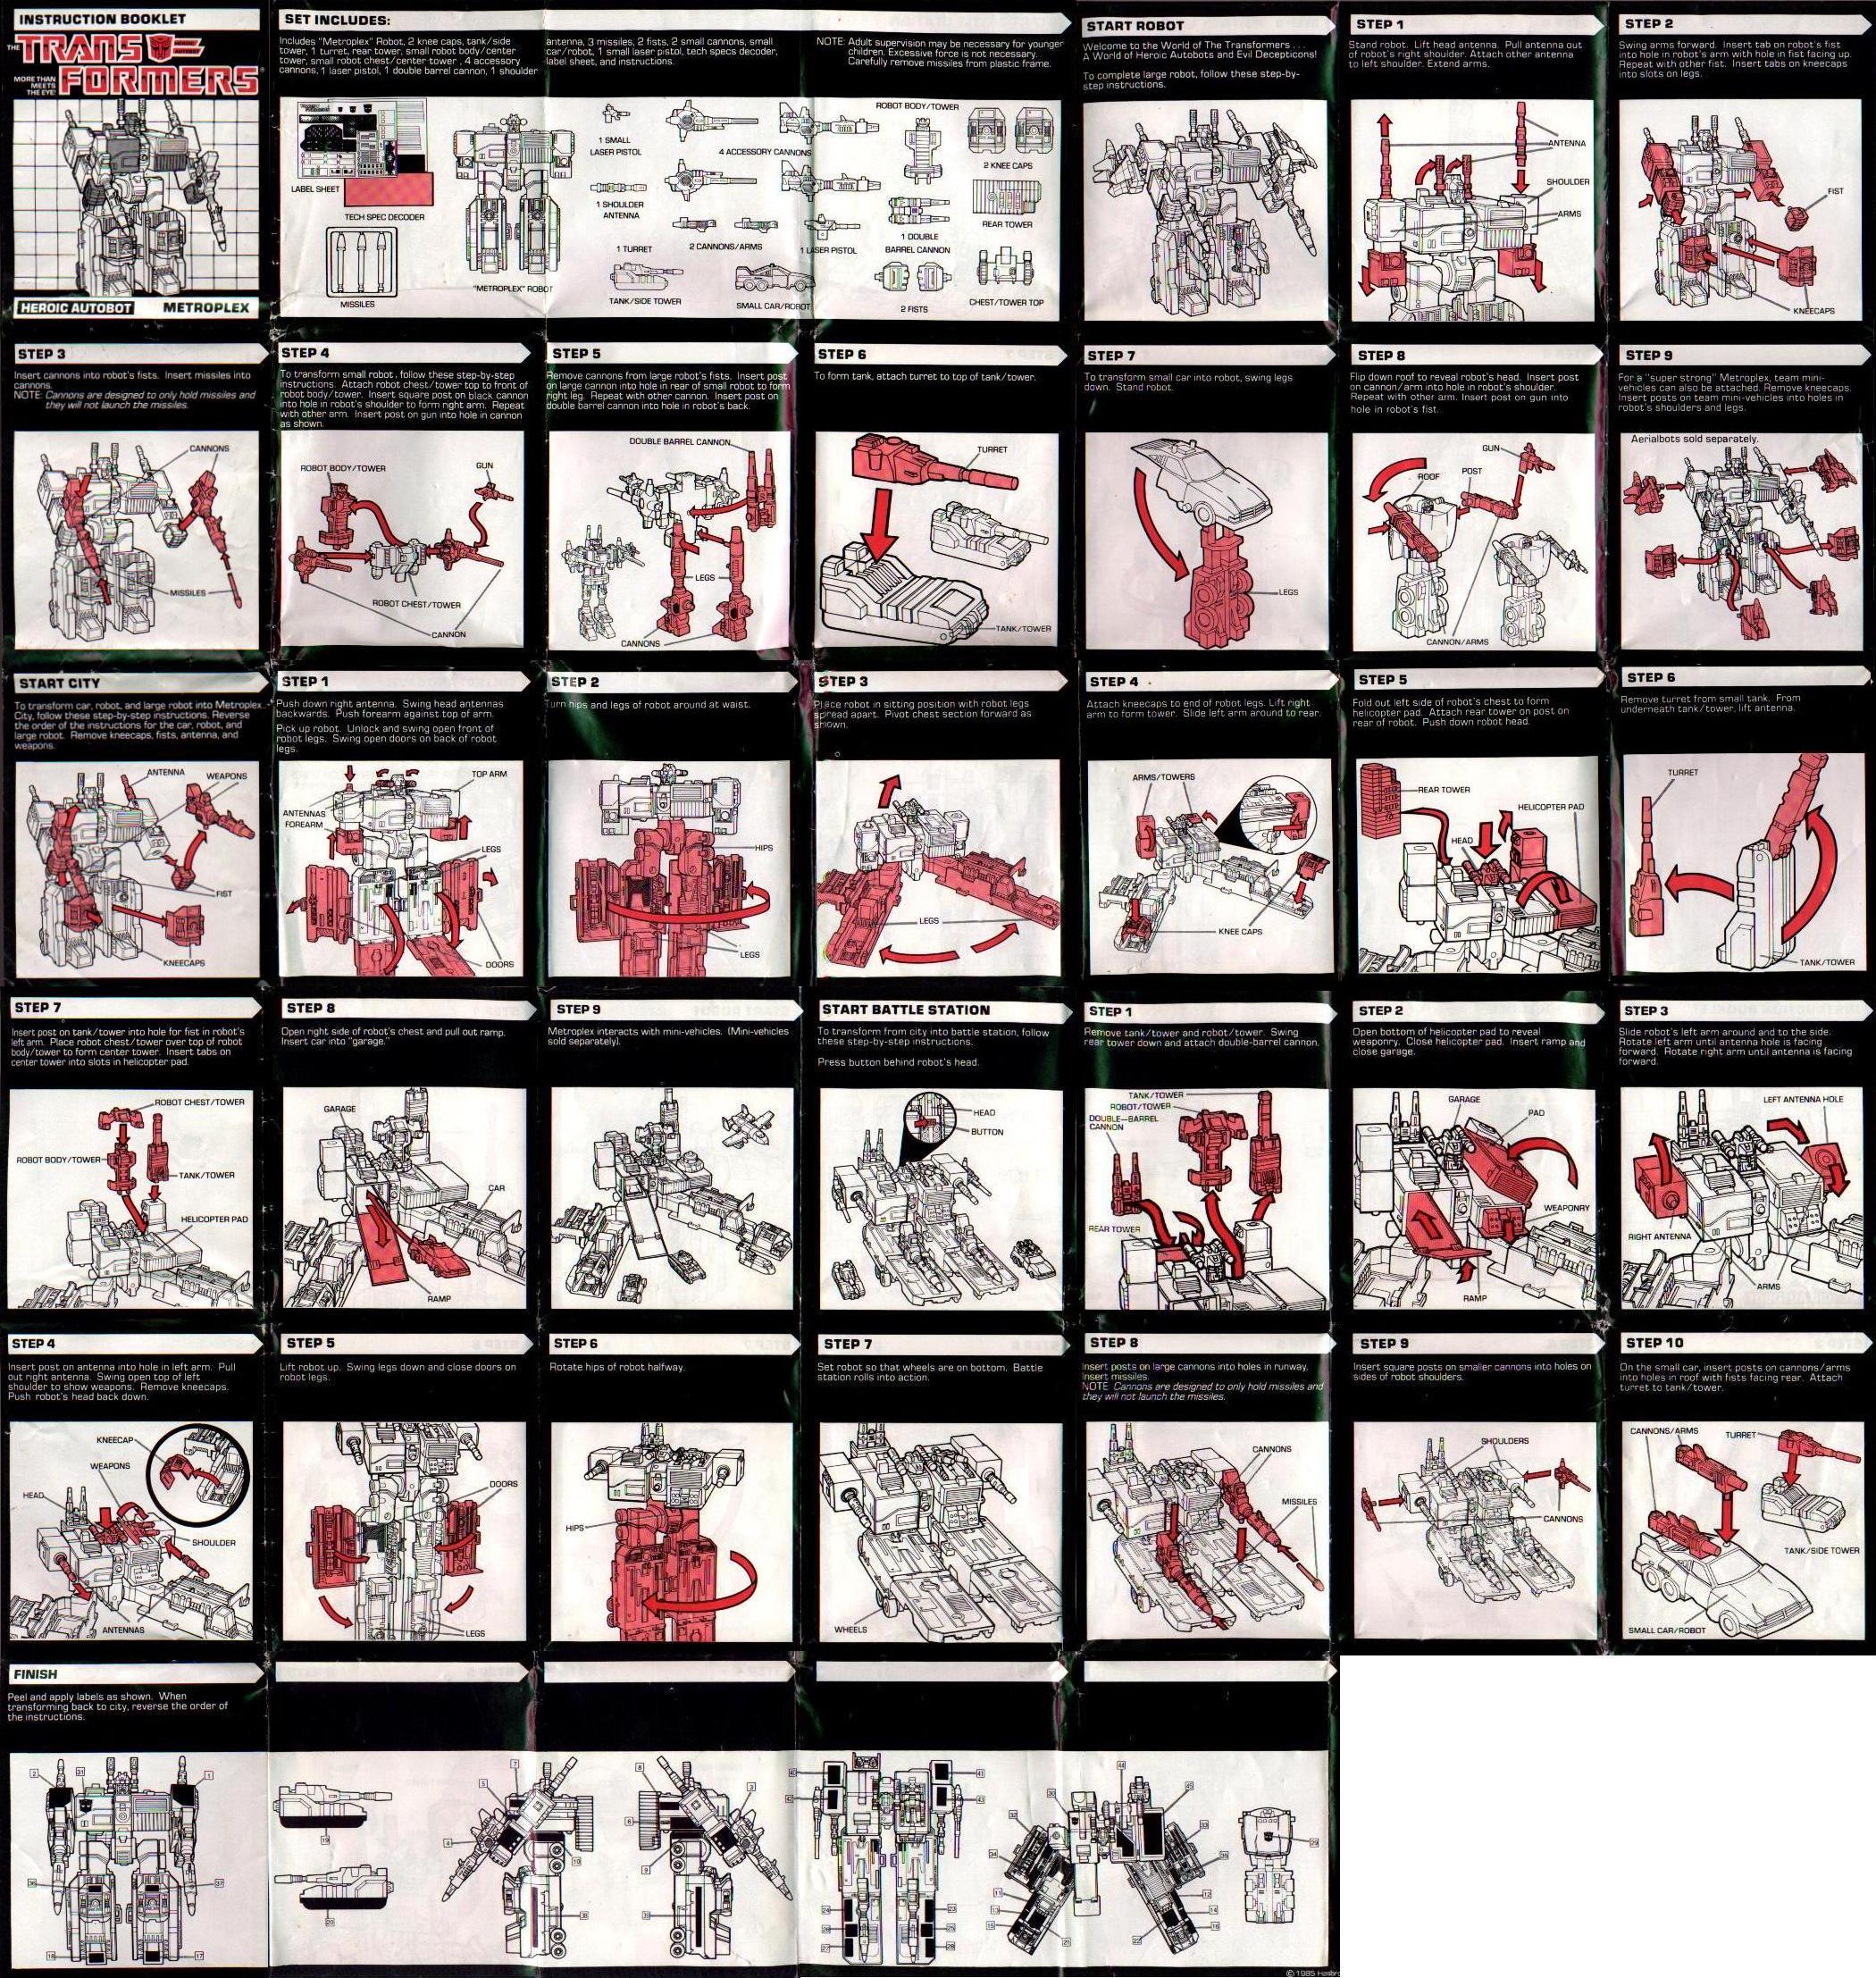 INSTRUCTION BOOKLET
THE TRANSFORMERS
MORE THAN
MEETS
THE EYE!
HEROIC AUTOBOT METROPLEX
SET INCLUDES:
Includes "Metroplex" Robot, 2 knee caps, tank/side
tower, 1 turret, rear tower, small robot body/center
tower, small robot chest/center tower , 4 accessory
cannons, 1 laser pistol, 1 double barrel cannon, 1 shoulder
antenna, 3 missiles, 2 fists, 2 small cannons, small
car/robot, 1 small laser pistol, tech specs decoder,
label sheet, and instructions.
NOTE: Adult supervision may be necessary for younger
children. Excessive force is not necessary.
Carefully remove missiles from plastic frame.
LABEL SHEET
TECH SPEC DECODER
MISSILES
"METROPLEX" ROBOT
1 SMALL
LASER PISTOL
4 ACCESSORY CANNONS
1 SHOULDER
ANTENNA
1 TURRET
2 CANNONS/ARMS
1 LASER PISTOL
TANK/SIDE TOWER
SMALL CAR/ROBOT
ROBOT BODY/TOWER
2 KNEE CAPS
REAR TOWER
1 DOUBLE
BARREL CANNON
2 FISTS
CHEST/TOWER TOP
START ROBOT
Welcome to the World of The Transformers . . .
A World of Heroic Autobots and Evil Decepticons!
To complete large robot, follow these step-by-
step instructions.
STEP 1
Stand robot. Lift head antenna. Pull antenna out
of robot's right shoulder. Attach other antenna
to left shoulder. Extend arms.
ANTENNA
SHOULDER
ARMS
STEP 2
Swing arms forward. Insert tab on robot's fist
into hole in robot's arm with hole in fist facing up.
Repeat with other fist. Insert tabs on kneecaps
into slots on legs.
FIST
KNEECAPS
STEP 3
Insert cannons into robot's fists. Insert missiles into
cannons.
NOTE: Cannons are designed to only hold missiles and
they will not launch the missiles.
CANNONS
MISSILES
STEP 4
To transform small robot, follow these step-by-step
instructions. Attach robot chest/tower top to front of
robot body/tower. Insert square post on black cannon
into hole in robot's shoulder to form right arm. Repeat
with other arm. Insert post on gun into hole in cannon
as shown.
ROBOT BODY/TOWER
GUN
ROBOT CHEST/TOWER
CANNON
STEP 5
Remove cannons from large robot's fists. Insert post
on large cannon into hole in rear of small robot to form
right leg. Repeat with other cannon. Insert post on
double barrel cannon into hole in robot's back.
DOUBLE BARREL CANNON
LEGS
CANNONS
STEP 6
To form tank, attach turret to top of tank/tower.
TURRET
TANK/TOWER
STEP 7
To transform small car into robot, swing legs
down. Stand robot.
LEGS
STEP 8
Flip down roof to reveal robot's head. Insert post
on cannon/arm into hole in robot's shoulder.
Repeat with other arm. Insert post on gun into
hole in robot's fist.
GUN
POST
ROOF
CANNON/ARMS
STEP 9
For a "super strong" Metroplex, team mini-
vehicles can also be attached. Remove kneecaps.
Insert posts on team mini-vehicles into holes in
robot's shoulders and legs.
Aerialbots sold separately.
START CITY
To transform car, robot, and large robot into Metroplex
City, follow these step-by-step instructions. Reverse
the order of the instructions for the car, robot, and
large robot. Remove kneecaps, fists, antenna, and
weapons.
ANTENNA
WEAPONS
FIST
KNEECAPS
STEP 1
Push down right antenna. Swing head antennas
backwards. Push forearm against top of arm.
Pick up robot. Unlock and swing open front of
robot legs. Swing open doors on back of robot
legs.
TOP ARM
ANTENNAS
FOREARM
LEGS
DOORS
STEP 2
Turn hips and legs of robot around at waist.
HIPS
LEGS
STEP 3
Place robot in sitting position with robot legs
spread apart. Pivot chest section forward as
shown.
LEGS
STEP 4
Attach kneecaps to end of robot legs. Lift right
arm to form tower. Slide left arm around to rear.
ARMS/TOWERS
KNEE CAPS
STEP 5
Fold out left side of robot's chest to form
helicopter pad. Attach rear tower on post on
rear of robot. Push down robot head.
REAR TOWER
HELICOPTER PAD
HEAD
STEP 6
Remove turret from small tank. From
underneath tank/tower, lift antenna.
TURRET
TANK/TOWER
STEP 7
Insert post on tank/tower into hole for fist in robot's
left arm. Place robot chest/tower over top of robot
body/tower to form center tower. Insert tabs on
center tower into slots in helicopter pad.
ROBOT CHEST/TOWER
ROBOT BODY/TOWER
TANK/TOWER
HELICOPTER PAD
STEP 8
Open right side of robot's chest and pull out ramp.
Insert car into "garage."
GARAGE
CAR
RAMP
STEP 9
Metroplex interacts with mini-vehicles. (Mini-vehicles
sold separately).
START BATTLE STATION
To transform from city into battle station, follow
these step-by-step instructions.
Press button behind robot's head.
HEAD
BUTTON
STEP 1
Remove tank/tower and robot/tower. Swing
rear tower down and attach double-barrel cannon.
TANK/TOWER
ROBOT/TOWER
DOUBLE-BARREL
CANNON
REAR TOWER
STEP 2
Open bottom of helicopter pad to reveal
weaponry. Close helicopter pad. Insert ramp and
close garage.
GARAGE
PAD
WEAPONRY
RAMP
STEP 3
Slide robot's left arm around and to the side.
Rotate left arm until antenna hole is facing
forward. Rotate right arm until antenna is facing
forward.
LEFT ANTENNA HOLE
RIGHT ANTENNA
ARMS
STEP 4
Insert post on antenna into hole in left arm. Pull
out right antenna. Swing open top of left
shoulder to show weapons. Remove kneecaps.
Push robot's head back down.
KNEECAP
WEAPONS
HEAD
SHOULDER
ANTENNAS
STEP 5
Lift robot up. Swing legs down and close doors on
robot legs.
DOORS
LEGS
STEP 6
Rotate hips of robot halfway.
HIPS
STEP 7
Set robot so that wheels are on bottom. Battle
station rolls into action.
WHEELS
STEP 8
Insert posts on large cannons into holes in runway.
Insert missiles.
NOTE: Cannons are designed to only hold missiles and
they will not launch the missiles.
CANNONS
MISSILES
STEP 9
Insert square posts on smaller cannons into holes on
sides of robot shoulders.
SHOULDERS
CANNONS
STEP 10
On the small car, insert posts on cannons/arms
into holes in roof with fists facing rear. Attach
turret to tank/tower.
CANNONS/ARMS
TURRET
TANK/SIDE TOWER
SMALL CAR/ROBOT
FINISH
Peel and apply labels as shown. When
transforming back to city, reverse the order of
the instructions.
© 1985 Hasbro